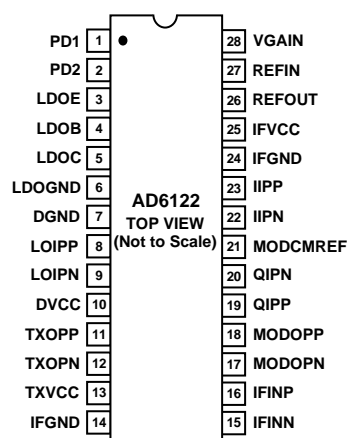 PD1 1
PD2 2
LDOE 3
LDOB 4
LDOC 5
LDOGND 6
DGND 7
LOIPP 8
LOIPN 9
DVCC 10
TXOPP 11
TXOPN 12
TXVCC 13
IFGND 14
AD6122
TOP VIEW
(Not to Scale)
28 VGAIN
27 REFIN
26 REFOUT
25 IFVCC
24 IFGND
23 IIPP
22 IIPN
21 MODCMREF
20 QIPN
19 QIPP
18 MODOPP
17 MODOPN
16 IFINP
15 IFINN